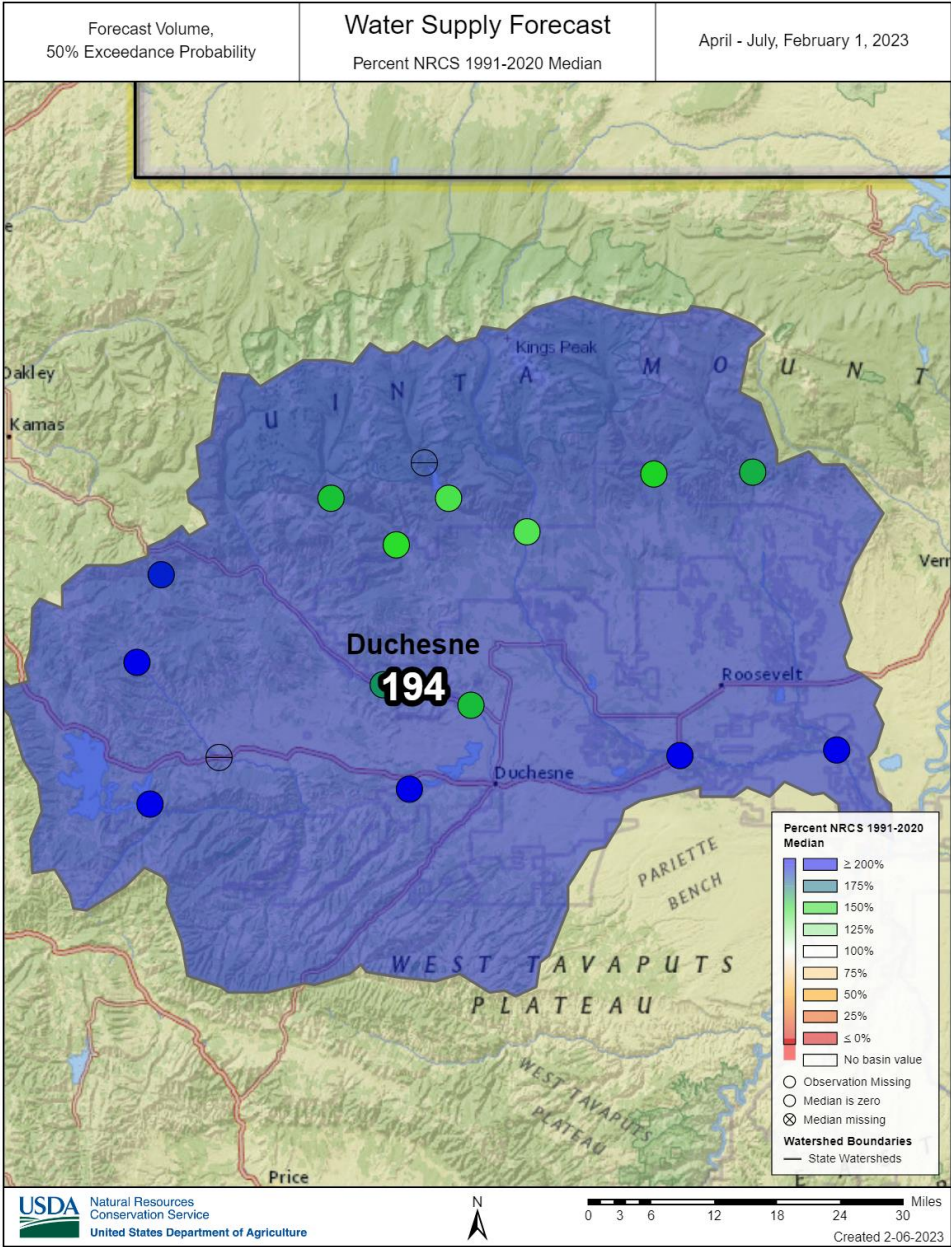 Forecast Volume,
50% Exceedance Probability
Water Supply Forecast
Percent NRCS 1991-2020 Median
April - July, February 1, 2023
Kings Peak
Oakley
U I N T A M O U N T
Kamas
Duchesne
194
Roosevelt
Duchesne
PARIETTE
BENCH
WEST TAVAPUTS
PLATEAU
WEST TAVAPUTS
PLATEAU
Price
Percent NRCS 1991-2020
Median
≥ 200%
175%
150%
125%
100%
75%
50%
25%
≤ 0%
No basin value
Observation Missing
Median is zero
Median missing
Watershed Boundaries
State Watersheds
USDA
Natural Resources
Conservation Service
United States Department of Agriculture
N
Miles
0 3 6 12 18 24 30
Created 2-06-2023